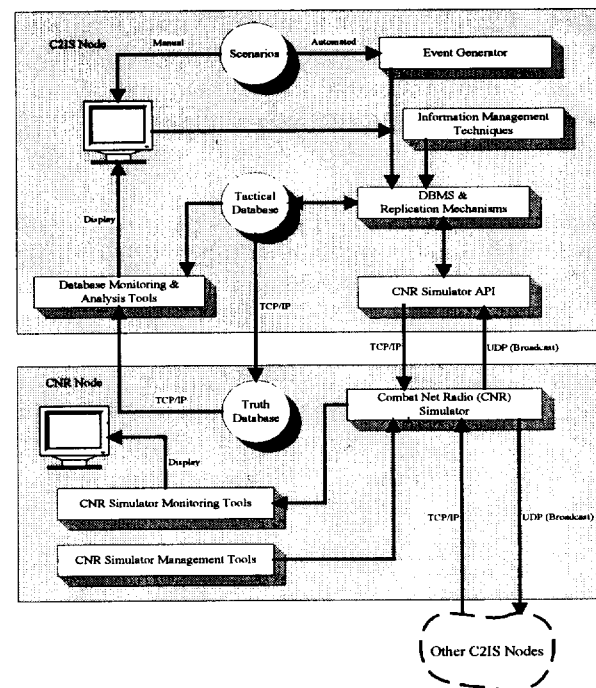 C2IS Node
Manual
Scenarios
Automated
Event Generator
Information Management
Techniques
Tactical
Database
DBMS &
Replication Mechanisms
Display
Database Monitoring &
Analysis Tools
TCP/IP
CNR Simulator API
TCP/IP
UDP (Broadcast)
CNR Node
TCP/IP
Truth
Database
Combat Net Radio (CNR)
Simulator
Display
CNR Simulator Monitoring Tools
TCP/IP
UDP (Broadcast)
CNR Simulator Management Tools
Other C2IS Nodes